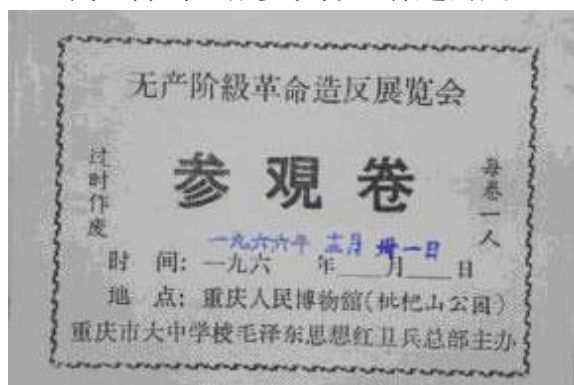 无产阶級革命造反展览会
参观卷
过时作废
每卷一人
一九六六年 十二月 卅一日
时 间: 一九六 年 月 日
地 点: 重庆人民博物館(枇杷山公园)
重庆市大中学校毛泽东思想红卫兵总部主办